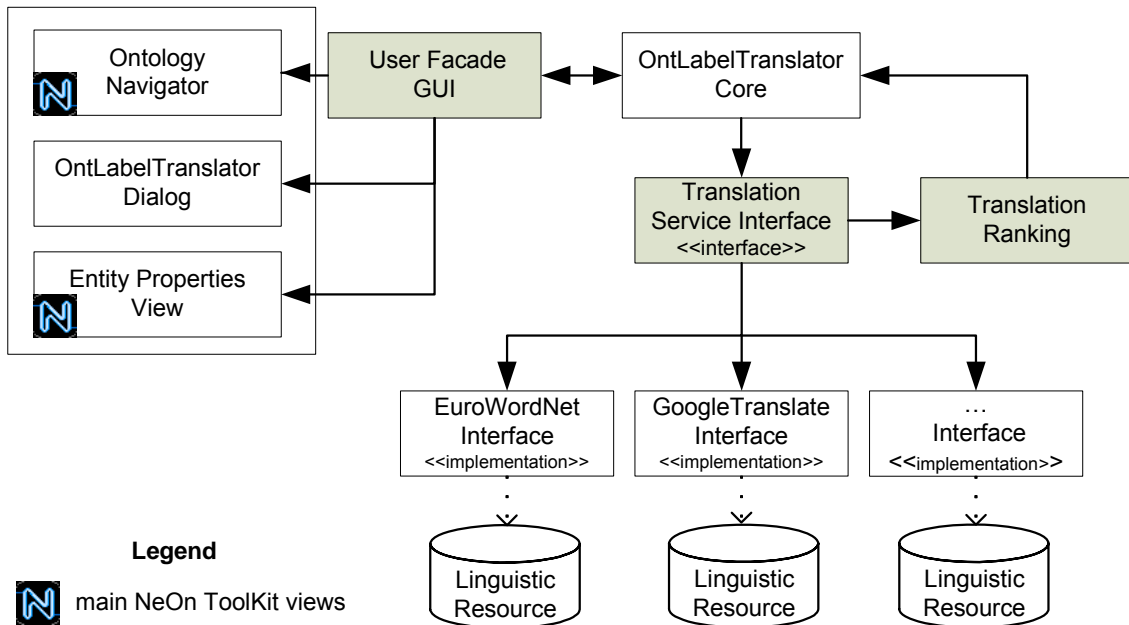 Ontology
Navigator
User Facade
GUI
OntLabelTranslator
Core
OntLabelTranslator
Dialog
Translation
Service Interface
<<interface>>
Translation
Ranking
Entity Properties
View
EuroWordNet
Interface
<<implementation>>
GoogleTranslate
Interface
<<implementation>>
...
Interface
<<implementation>>
Linguistic
Resource
Linguistic
Resource
Linguistic
Resource
Legend
main NeOn ToolKit views